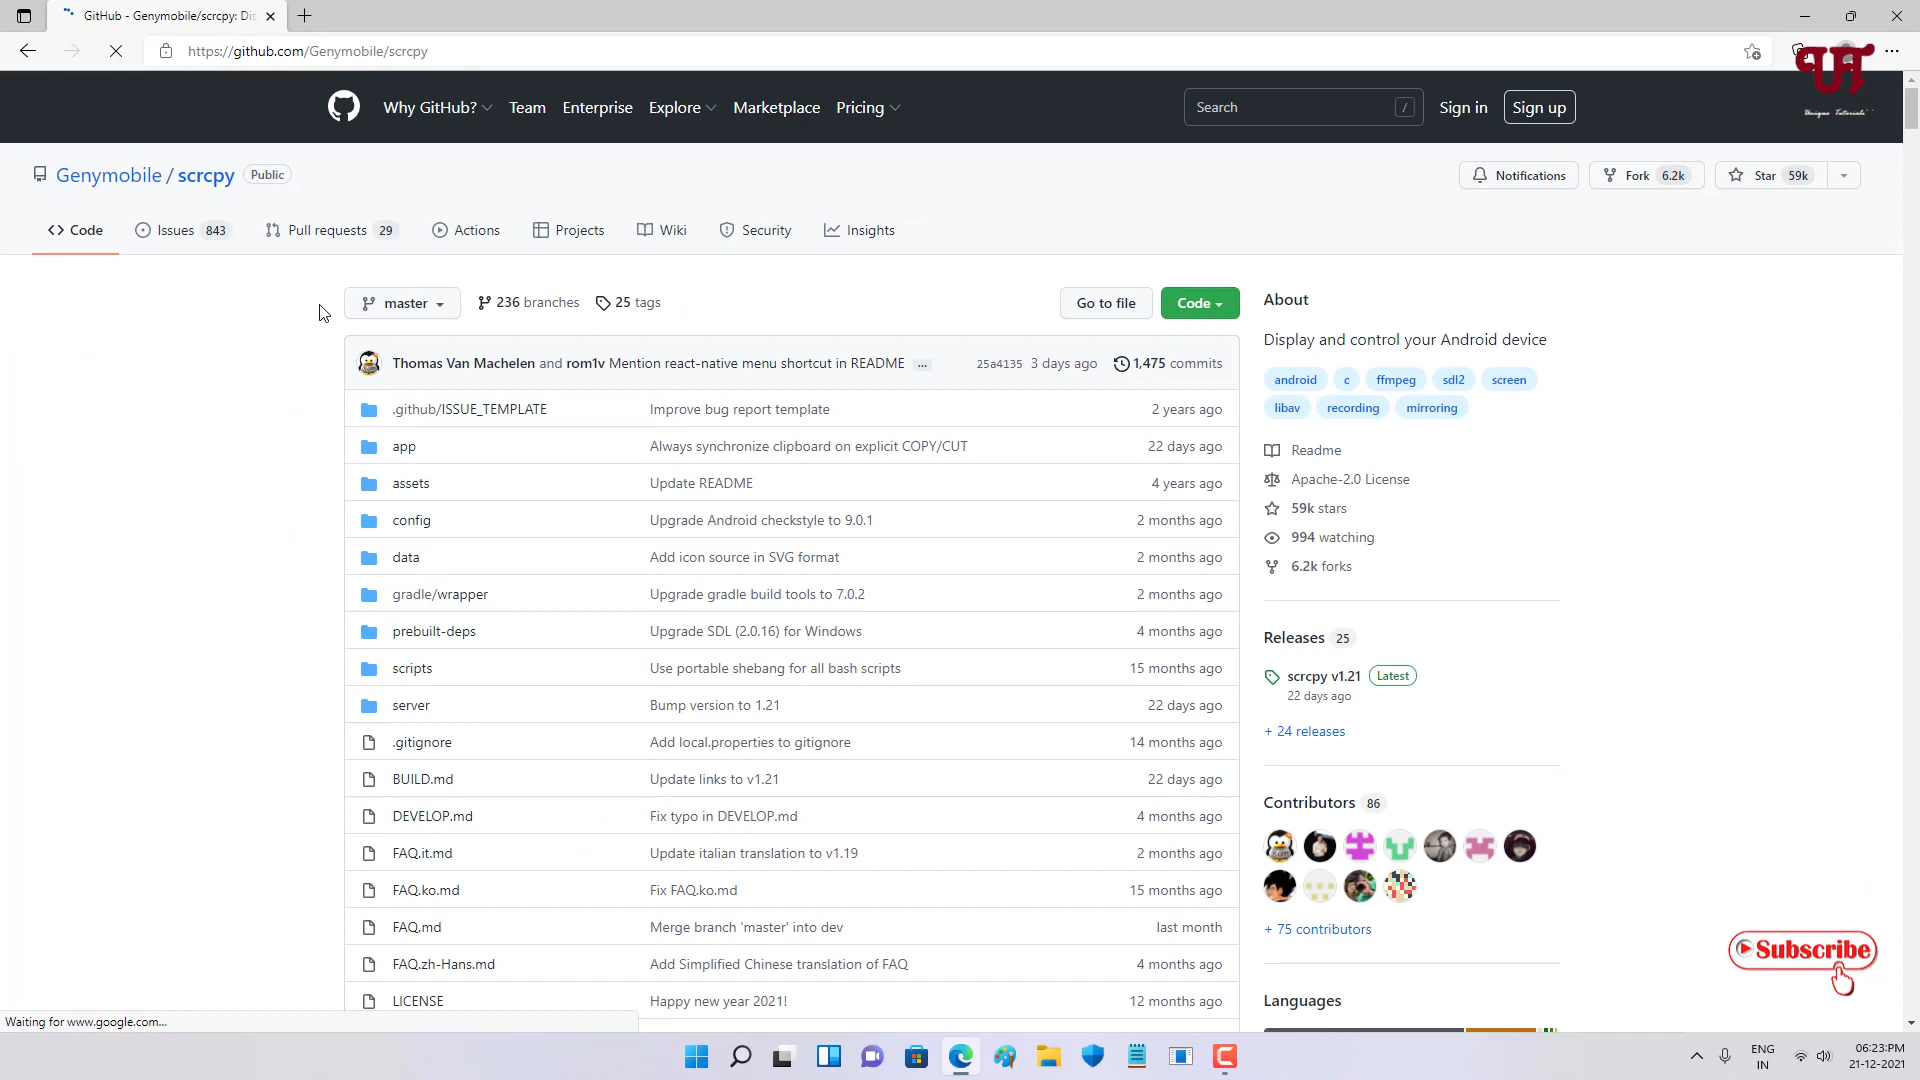 GitHub - Genymobile/scrcpy: Dis
https://github.com/Genymobile/scrcpy
UT
Unique Tutorials
Why GitHub? Team Enterprise Explore Marketplace Pricing Search / Sign in Sign up
Genymobile / scrcpy Public
Notifications Fork 6.2k Star 59k
Code Issues 843 Pull requests 29 Actions Projects Wiki Security Insights
master 236 branches 25 tags Go to file Code
Thomas Van Machelen and rom1v Mention react-native menu shortcut in README ... 25a4135 3 days ago 1,475 commits
.github/ISSUE_TEMPLATE Improve bug report template 2 years ago
app Always synchronize clipboard on explicit COPY/CUT 22 days ago
assets Update README 4 years ago
config Upgrade Android checkstyle to 9.0.1 2 months ago
data Add icon source in SVG format 2 months ago
gradle/wrapper Upgrade gradle build tools to 7.0.2 2 months ago
prebuilt-deps Upgrade SDL (2.0.16) for Windows 4 months ago
scripts Use portable shebang for all bash scripts 15 months ago
server Bump version to 1.21 22 days ago
.gitignore Add local.properties to gitignore 14 months ago
BUILD.md Update links to v1.21 22 days ago
DEVELOP.md Fix typo in DEVELOP.md 4 months ago
FAQ.it.md Update italian translation to v1.19 2 months ago
FAQ.ko.md Fix FAQ.ko.md 15 months ago
FAQ.md Merge branch 'master' into dev last month
FAQ.zh-Hans.md Add Simplified Chinese translation of FAQ 4 months ago
LICENSE Happy new year 2021! 12 months ago
About
Display and control your Android device
android c ffmpeg sdl2 screen
libav recording mirroring
Readme
Apache-2.0 License
59k stars
994 watching
6.2k forks
Releases 25
scrcpy v1.21 Latest
22 days ago
+ 24 releases
Contributors 86
+ 75 contributors
Languages
Subscribe
Waiting for www.google.com...
ENG
IN
06:23:PM
21-12-2021